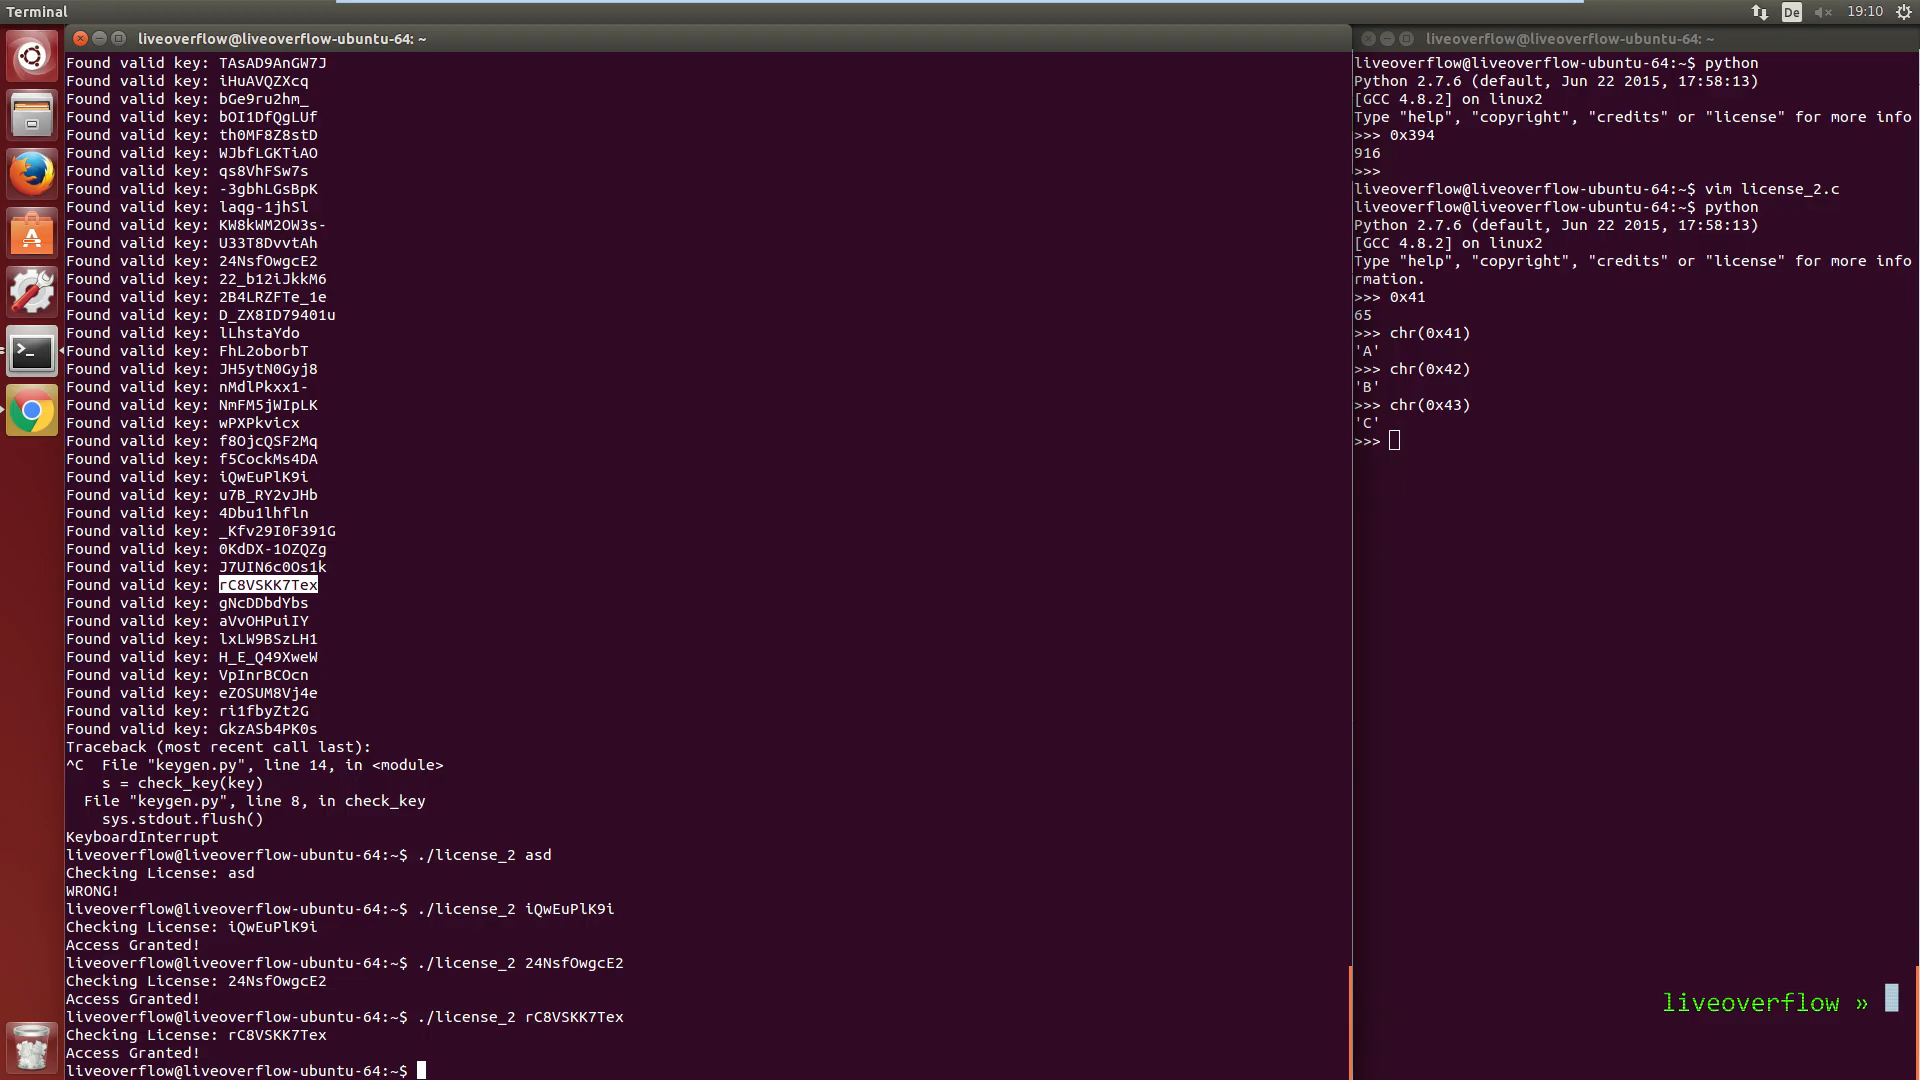 Terminal
De
19:10
liveoverflow@liveoverflow-ubuntu-64: ~
Found valid key: TAsAD9AnGW7J
Found valid key: iHuAVQZXcq
Found valid key: bGe9ru2hm_
Found valid key: bOI1DfQgLUf
Found valid key: th0MF8Z8stD
Found valid key: WJbfLGKTiAO
Found valid key: qs8VhFSw7s
Found valid key: -3gbhLGsBpK
Found valid key: laqg-1jhSl
Found valid key: KW8kWM2OW3s-
Found valid key: U33T8DvvtAh
Found valid key: 24NsfOwgcE2
Found valid key: 22_b12iJkkM6
Found valid key: 2B4LRZFTe_1e
Found valid key: D_ZX8ID79401u
Found valid key: lLhstaYdo
Found valid key: FhL2oborbT
Found valid key: JH5ytN0Gyj8
Found valid key: nMdlPkxx1-
Found valid key: NmFM5jWIpLK
Found valid key: wPXPkvicx
Found valid key: f8OjcQSF2Mq
Found valid key: f5CockMs4DA
Found valid key: iQwEuPlK9i
Found valid key: u7B_RY2vJHb
Found valid key: 4Dbu1lhfln
Found valid key: _Kfv29I0F391G
Found valid key: 0KdDX-1OZQZg
Found valid key: J7UIN6c0Os1k
Found valid key: rC8VSKK7Tex
Found valid key: gNcDDbdYbs
Found valid key: aVvOHPuiIY
Found valid key: lxLW9BSzLH1
Found valid key: H_E_Q49XweW
Found valid key: VpInrBCOcn
Found valid key: eZOSUM8Vj4e
Found valid key: ri1fbyZt2G
Found valid key: GkzASb4PK0s
Traceback (most recent call last):
^C  File "keygen.py", line 14, in <module>
    s = check_key(key)
  File "keygen.py", line 8, in check_key
    sys.stdout.flush()
KeyboardInterrupt
liveoverflow@liveoverflow-ubuntu-64:~$ ./license_2 asd
Checking License: asd
WRONG!
liveoverflow@liveoverflow-ubuntu-64:~$ ./license_2 iQwEuPlK9i
Checking License: iQwEuPlK9i
Access Granted!
liveoverflow@liveoverflow-ubuntu-64:~$ ./license_2 24NsfOwgcE2
Checking License: 24NsfOwgcE2
Access Granted!
liveoverflow@liveoverflow-ubuntu-64:~$ ./license_2 rC8VSKK7Tex
Checking License: rC8VSKK7Tex
Access Granted!
liveoverflow@liveoverflow-ubuntu-64:~$
liveoverflow@liveoverflow-ubuntu-64: ~
liveoverflow@liveoverflow-ubuntu-64:~$ python
Python 2.7.6 (default, Jun 22 2015, 17:58:13)
[GCC 4.8.2] on linux2
Type "help", "copyright", "credits" or "license" for more info
>>> 0x394
916
>>>
liveoverflow@liveoverflow-ubuntu-64:~$ vim license_2.c
liveoverflow@liveoverflow-ubuntu-64:~$ python
Python 2.7.6 (default, Jun 22 2015, 17:58:13)
[GCC 4.8.2] on linux2
Type "help", "copyright", "credits" or "license" for more info
rmation.
>>> 0x41
65
>>> chr(0x41)
'A'
>>> chr(0x42)
'B'
>>> chr(0x43)
'C'
>>>
liveoverflow »